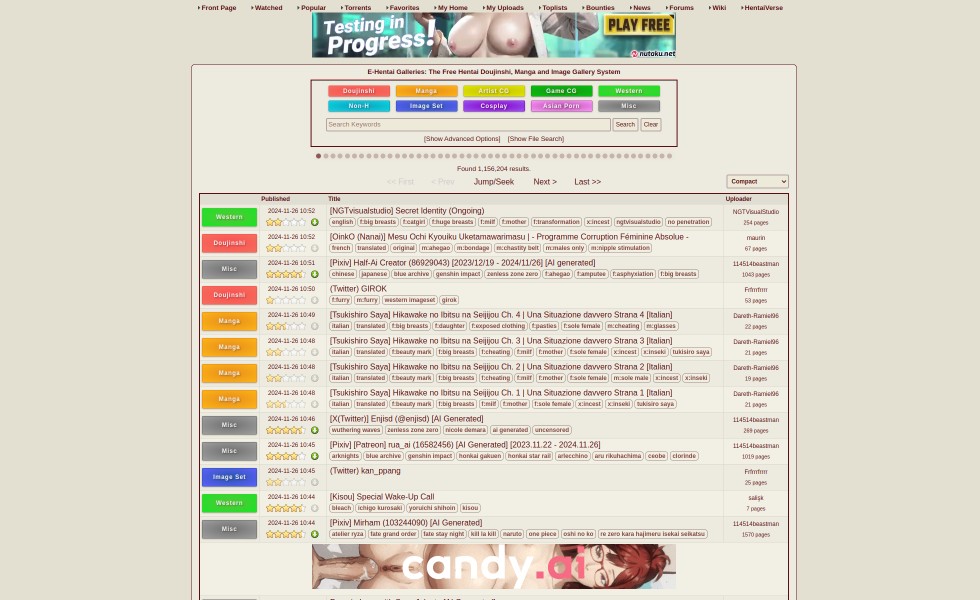 Front Page Watched Popular Torrents Favorites My Home My Uploads Toplists Bounties News Forums Wiki HentaiVerse
Testing in Progress! PLAY FREE nutaku.net
E-Hentai Galleries: The Free Hentai Doujinshi, Manga and Image Gallery System
Doujinshi Manga Artist CG Game CG Western
Non-H Image Set Cosplay Asian Porn Misc
Search Keywords Search Clear
[Show Advanced Options] [Show File Search]
Found 1,156,204 results.
<< First < Prev Jump/Seek Next > Last >> Compact
Published Title Uploader
Western 2024-11-26 10:52 [NGTvisualstudio] Secret Identity (Ongoing) NGTVisualStudio
english f:big breasts f:catgirl f:huge breasts f:milf f:mother f:transformation x:incest ngtvisualstudio no penetration 254 pages
Doujinshi 2024-11-26 10:52 [OinkO (Nanai)] Mesu Ochi Kyouiku Uketamawarimasu | - Programme Corruption Féminine Absolue - maurin
french translated original m:ahegao m:bondage m:chastity belt m:males only m:nipple stimulation 67 pages
Misc 2024-11-26 10:51 [Pixiv] Half-Ai Creator (86929043) [2023/12/19 - 2024/11/26] [AI generated] 114514beastman
chinese japanese blue archive genshin impact zenless zone zero f:ahegao f:amputee f:asphyxiation f:big breasts 1043 pages
Doujinshi 2024-11-26 10:50 (Twitter) GIROK Frfrrfrrrr
f:furry m:furry western imageset girok 53 pages
Manga 2024-11-26 10:49 [Tsukishiro Saya] Hikawake no Ibitsu na Seijijou Ch. 4 | Una Situazione davvero Strana 4 [Italian] Dareth-Ramiel96
italian translated f:big breasts f:daughter f:exposed clothing f:pasties f:sole female m:cheating m:glasses 22 pages
Manga 2024-11-26 10:48 [Tsukishiro Saya] Hikawake no Ibitsu na Seijijou Ch. 3 | Una Situazione davvero Strana 3 [Italian] Dareth-Ramiel96
italian translated f:beauty mark f:big breasts f:cheating f:milf f:mother f:sole female x:incest x:inseki tukisiro saya 21 pages
Manga 2024-11-26 10:48 [Tsukishiro Saya] Hikawake no Ibitsu na Seijijou Ch. 2 | Una Situazione davvero Strana 2 [Italian] Dareth-Ramiel96
italian translated f:beauty mark f:big breasts f:cheating f:milf f:mother f:sole female m:sole male x:incest x:inseki 19 pages
Manga 2024-11-26 10:48 [Tsukishiro Saya] Hikawake no Ibitsu na Seijijou Ch. 1 | Una Situazione davvero Strana 1 [Italian] Dareth-Ramiel96
italian translated f:beauty mark f:big breasts f:milf f:mother f:sole female x:incest x:inseki tukisiro saya 21 pages
Misc 2024-11-26 10:46 [X(Twitter)] Enjisd (@enjisd) [AI Generated] 114514beastman
wuthering waves zenless zone zero nicole demara ai generated uncensored 269 pages
Misc 2024-11-26 10:45 [Pixiv] [Patreon] rua_ai (16582456) [AI Generated] [2023.11.22 - 2024.11.26] 114514beastman
arknights blue archive genshin impact honkai gakuen honkai star rail arlecchino aru rikuhachima ceobe clorinde 1019 pages
Image Set 2024-11-26 10:45 (Twitter) kan_ppang Frfrrfrrrr
25 pages
Western 2024-11-26 10:44 [Kisou] Special Wake-Up Call salisjk
bleach ichigo kurosaki yoruichi shihoin kisou 7 pages
Misc 2024-11-26 10:44 [Pixiv] Mirham (103244090) [AI Generated] 114514beastman
atelier ryza fate grand order fate stay night kill la kill naruto one piece oshi no ko re zero kara hajimeru isekai seikatsu 1570 pages
candy.ai